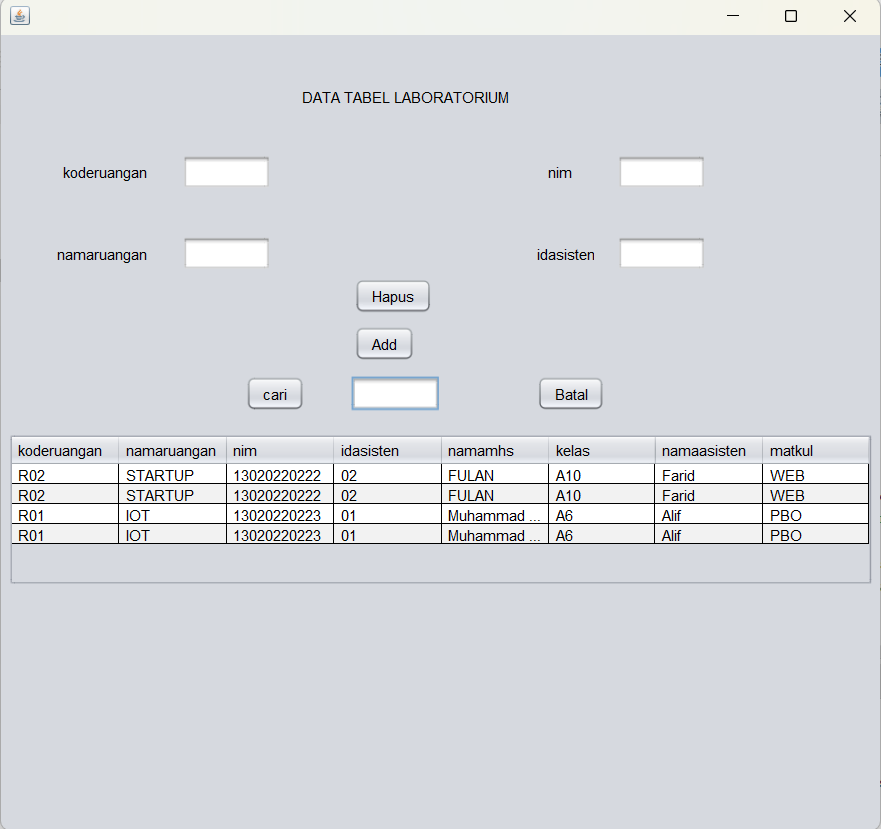 DATA TABEL LABORATORIUM
koderuangan nim
namaruangan idasisten
Hapus
Add
cari Batal
koderuangan namaruangan nim idasisten namamhs kelas namaasisten matkul
R02 STARTUP 13020220222 02 FULAN A10 Farid WEB
R02 STARTUP 13020220222 02 FULAN A10 Farid WEB
R01 IOT 13020220223 01 Muhammad ... A6 Alif PBO
R01 IOT 13020220223 01 Muhammad ... A6 Alif PBO